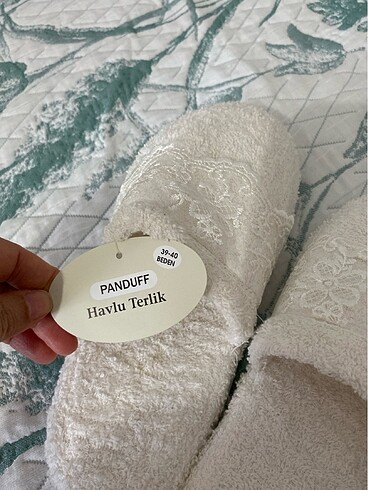 39-40
BEDEN
PANDUFF
Havlu Terlik